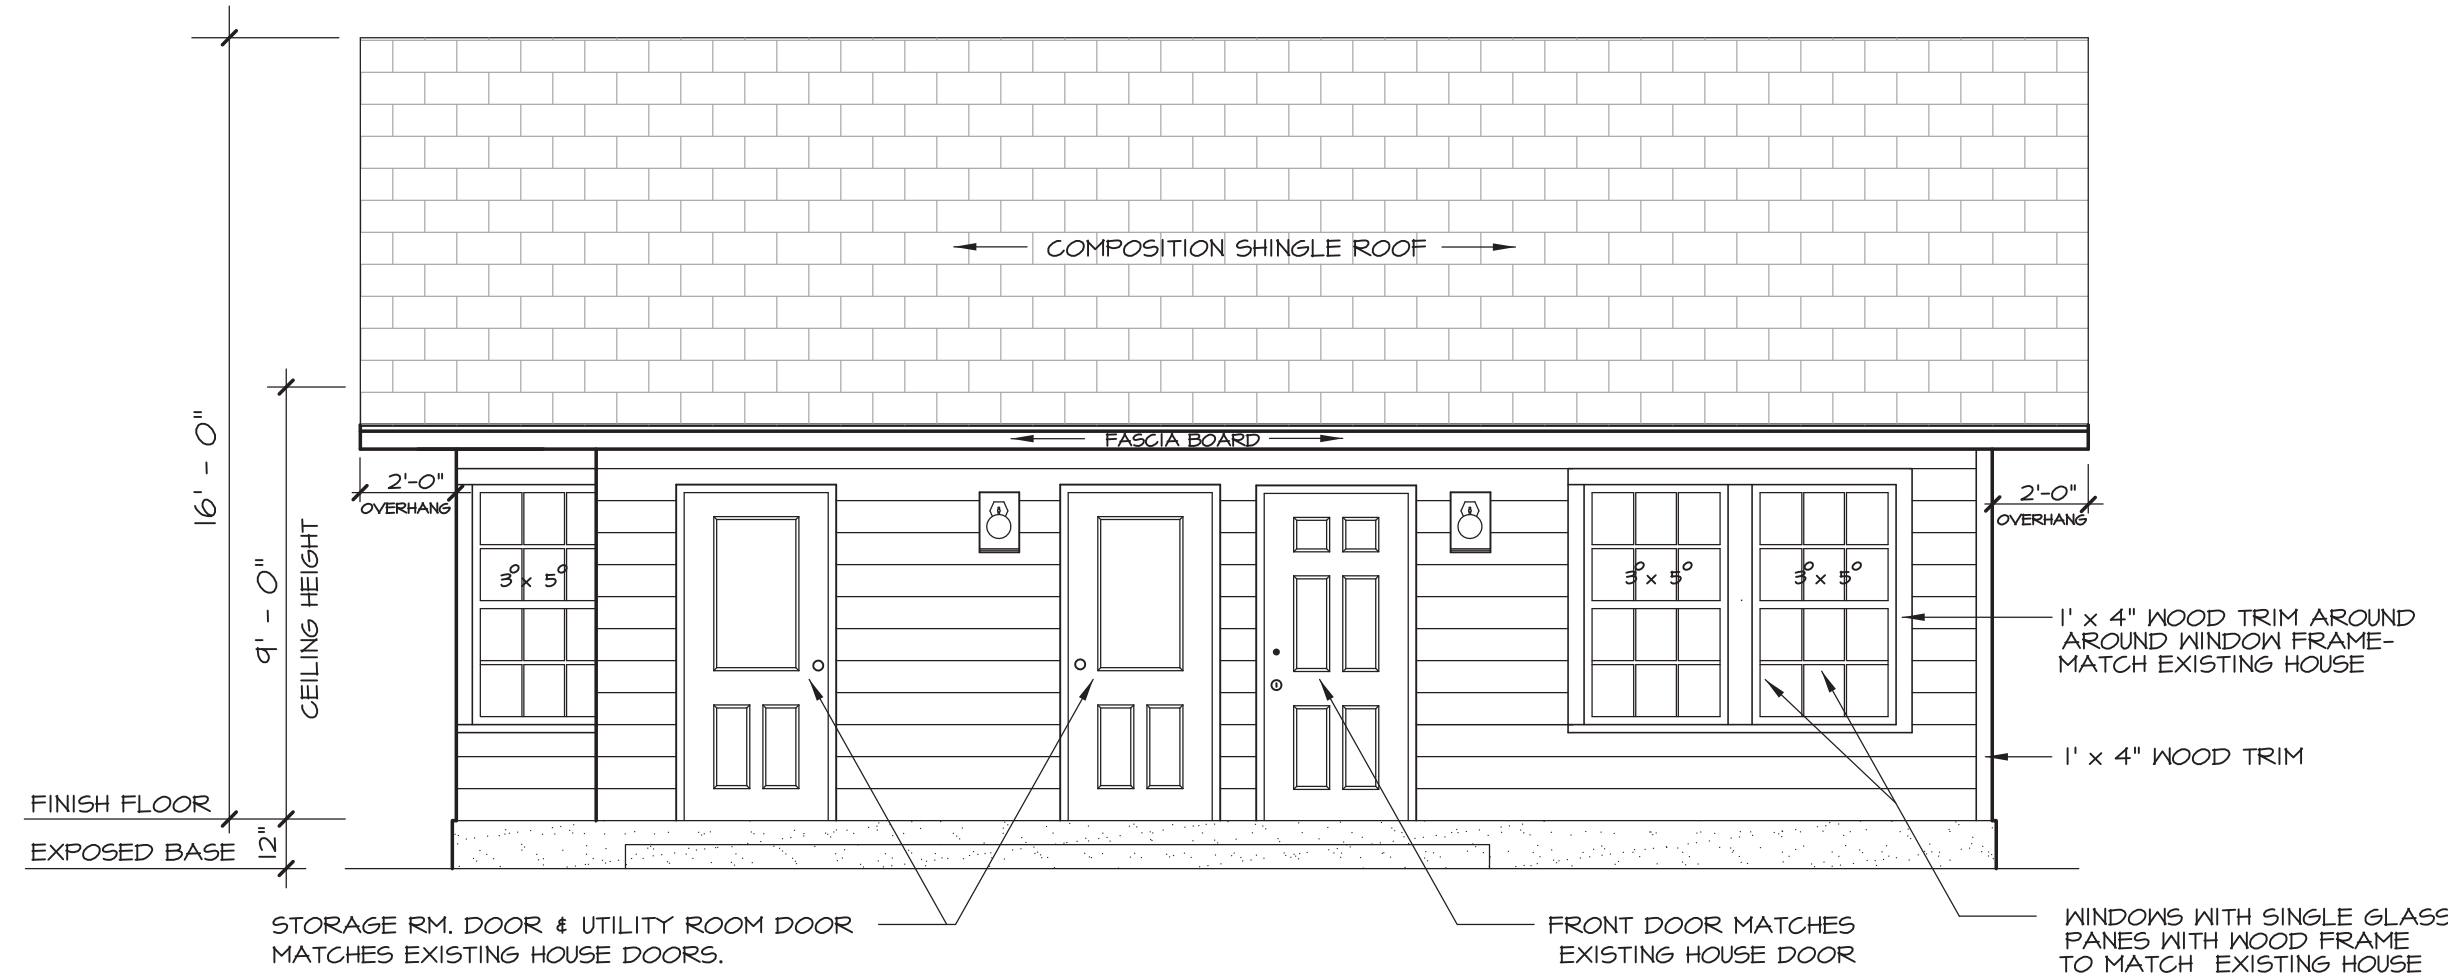 COMPOSITION SHINGLE ROOF
FASCIA BOARD
16' - 0"
9' - 0"
CEILING HEIGHT
2'-0"
OVERHANG
2'-0"
OVERHANG
3⁰ x 5⁰
3⁰ x 5⁰
3⁰ x 5⁰
1' x 4" WOOD TRIM AROUND
AROUND WINDOW FRAME-
MATCH EXISTING HOUSE
1' x 4" WOOD TRIM
FINISH FLOOR
12"
EXPOSED BASE
STORAGE RM. DOOR & UTILITY ROOM DOOR
MATCHES EXISTING HOUSE DOORS.
FRONT DOOR MATCHES
EXISTING HOUSE DOOR
WINDOWS WITH SINGLE GLASS
PANES WITH WOOD FRAME
TO MATCH EXISTING HOUSE